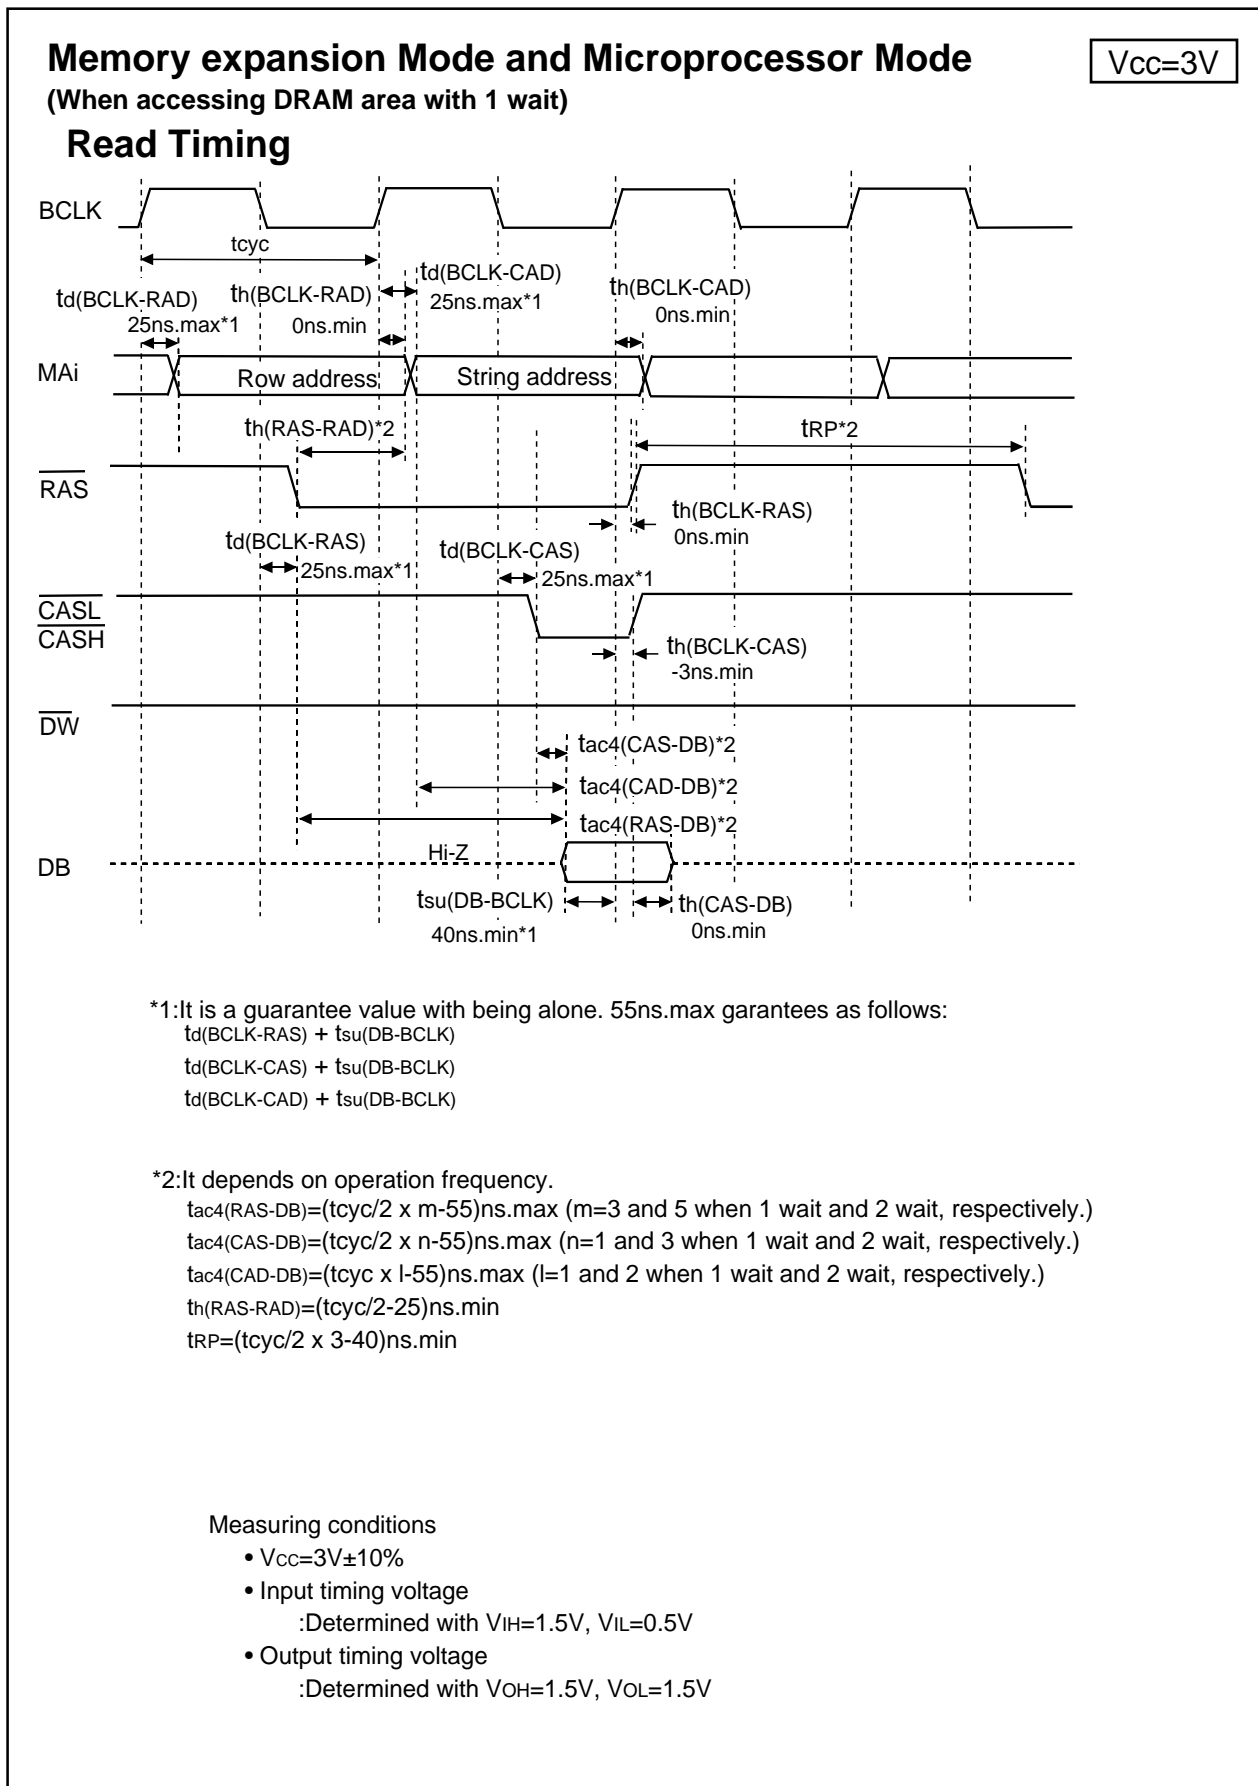 Memory expansion Mode and Microprocessor Mode
Vcc=3V
(When accessing DRAM area with 1 wait)
Read Timing
BCLK
tcyc
td(BCLK-CAD)
25ns.max*1
th(BCLK-CAD)
0ns.min
td(BCLK-RAD)
25ns.max*1
th(BCLK-RAD)
0ns.min
MAi
Row address
String address
th(RAS-RAD)*2
tRP*2
RAS
th(BCLK-RAS)
0ns.min
td(BCLK-RAS)
25ns.max*1
td(BCLK-CAS)
25ns.max*1
CASL
CASH
th(BCLK-CAS)
-3ns.min
DW
tac4(CAS-DB)*2
tac4(CAD-DB)*2
tac4(RAS-DB)*2
Hi-Z
DB
tsu(DB-BCLK)
40ns.min*1
th(CAS-DB)
0ns.min
*1:It is a guarantee value with being alone. 55ns.max garantees as follows:
td(BCLK-RAS) + tsu(DB-BCLK)
td(BCLK-CAS) + tsu(DB-BCLK)
td(BCLK-CAD) + tsu(DB-BCLK)
*2:It depends on operation frequency.
tac4(RAS-DB)=(tcyc/2 x m-55)ns.max (m=3 and 5 when 1 wait and 2 wait, respectively.)
tac4(CAS-DB)=(tcyc/2 x n-55)ns.max (n=1 and 3 when 1 wait and 2 wait, respectively.)
tac4(CAD-DB)=(tcyc x l-55)ns.max (l=1 and 2 when 1 wait and 2 wait, respectively.)
th(RAS-RAD)=(tcyc/2-25)ns.min
tRP=(tcyc/2 x 3-40)ns.min
Measuring conditions
• VCC=3V±10%
• Input timing voltage
:Determined with VIH=1.5V, VIL=0.5V
• Output timing voltage
:Determined with VOH=1.5V, VOL=1.5V